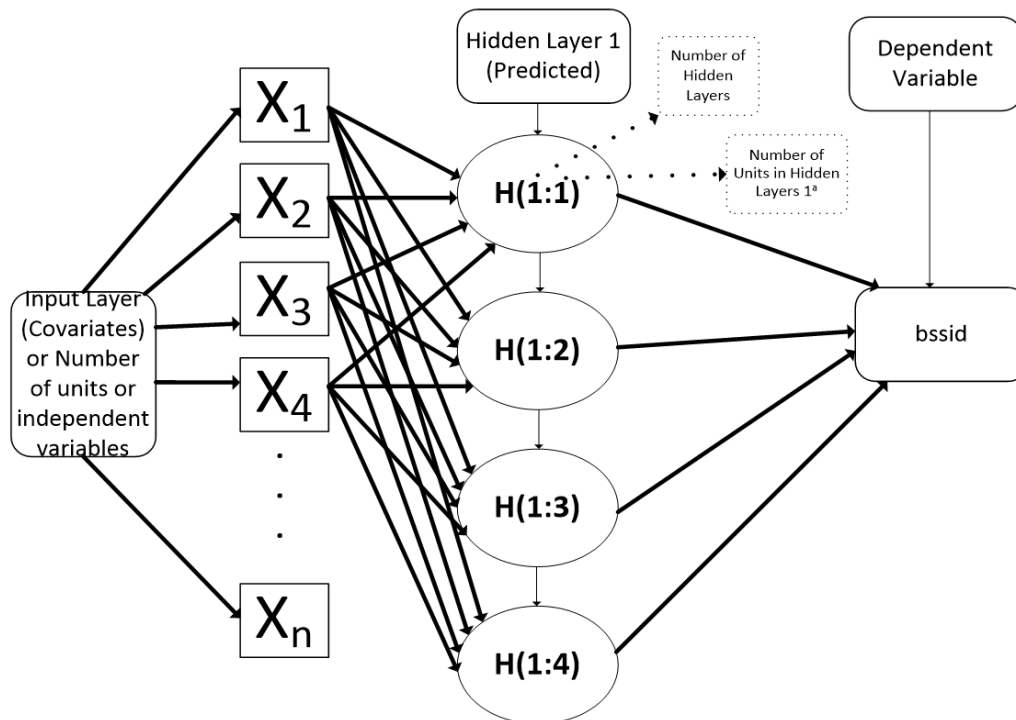 Hidden Layer 1
(Predicted)
Number of
Hidden
Layers
Dependent
Variable
Number of
Units in Hidden
Layers 1ª
X1
X2
X3
X4
.
.
.
Xn
Input Layer
(Covariates)
or Number
of units or
independent
variables
H(1:1)
H(1:2)
H(1:3)
H(1:4)
bssid